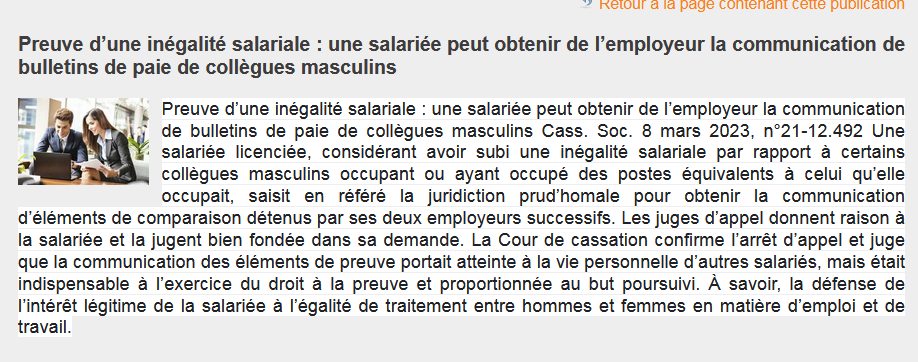 Retour à la page contenant cette publication
Preuve d’une inégalité salariale : une salariée peut obtenir de l’employeur la communication de
bulletins de paie de collègues masculins
Preuve d’une inégalité salariale : une salariée peut obtenir de l’employeur la communication
de bulletins de paie de collègues masculins Cass. Soc. 8 mars 2023, n°21-12.492 Une
salariée licenciée, considérant avoir subi une inégalité salariale par rapport à certains
collègues masculins occupant ou ayant occupé des postes équivalents à celui qu’elle
occupait, saisit en référé la juridiction prud’homale pour obtenir la communication
d’éléments de comparaison détenus par ses deux employeurs successifs. Les juges d’appel donnent raison à
la salariée et la jugent bien fondée dans sa demande. La Cour de cassation confirme l’arrêt d’appel et juge
que la communication des éléments de preuve portait atteinte à la vie personnelle d’autres salariés, mais était
indispensable à l’exercice du droit à la preuve et proportionnée au but poursuivi. À savoir, la défense de
l’intérêt légitime de la salariée à l’égalité de traitement entre hommes et femmes en matière d’emploi et de
travail.